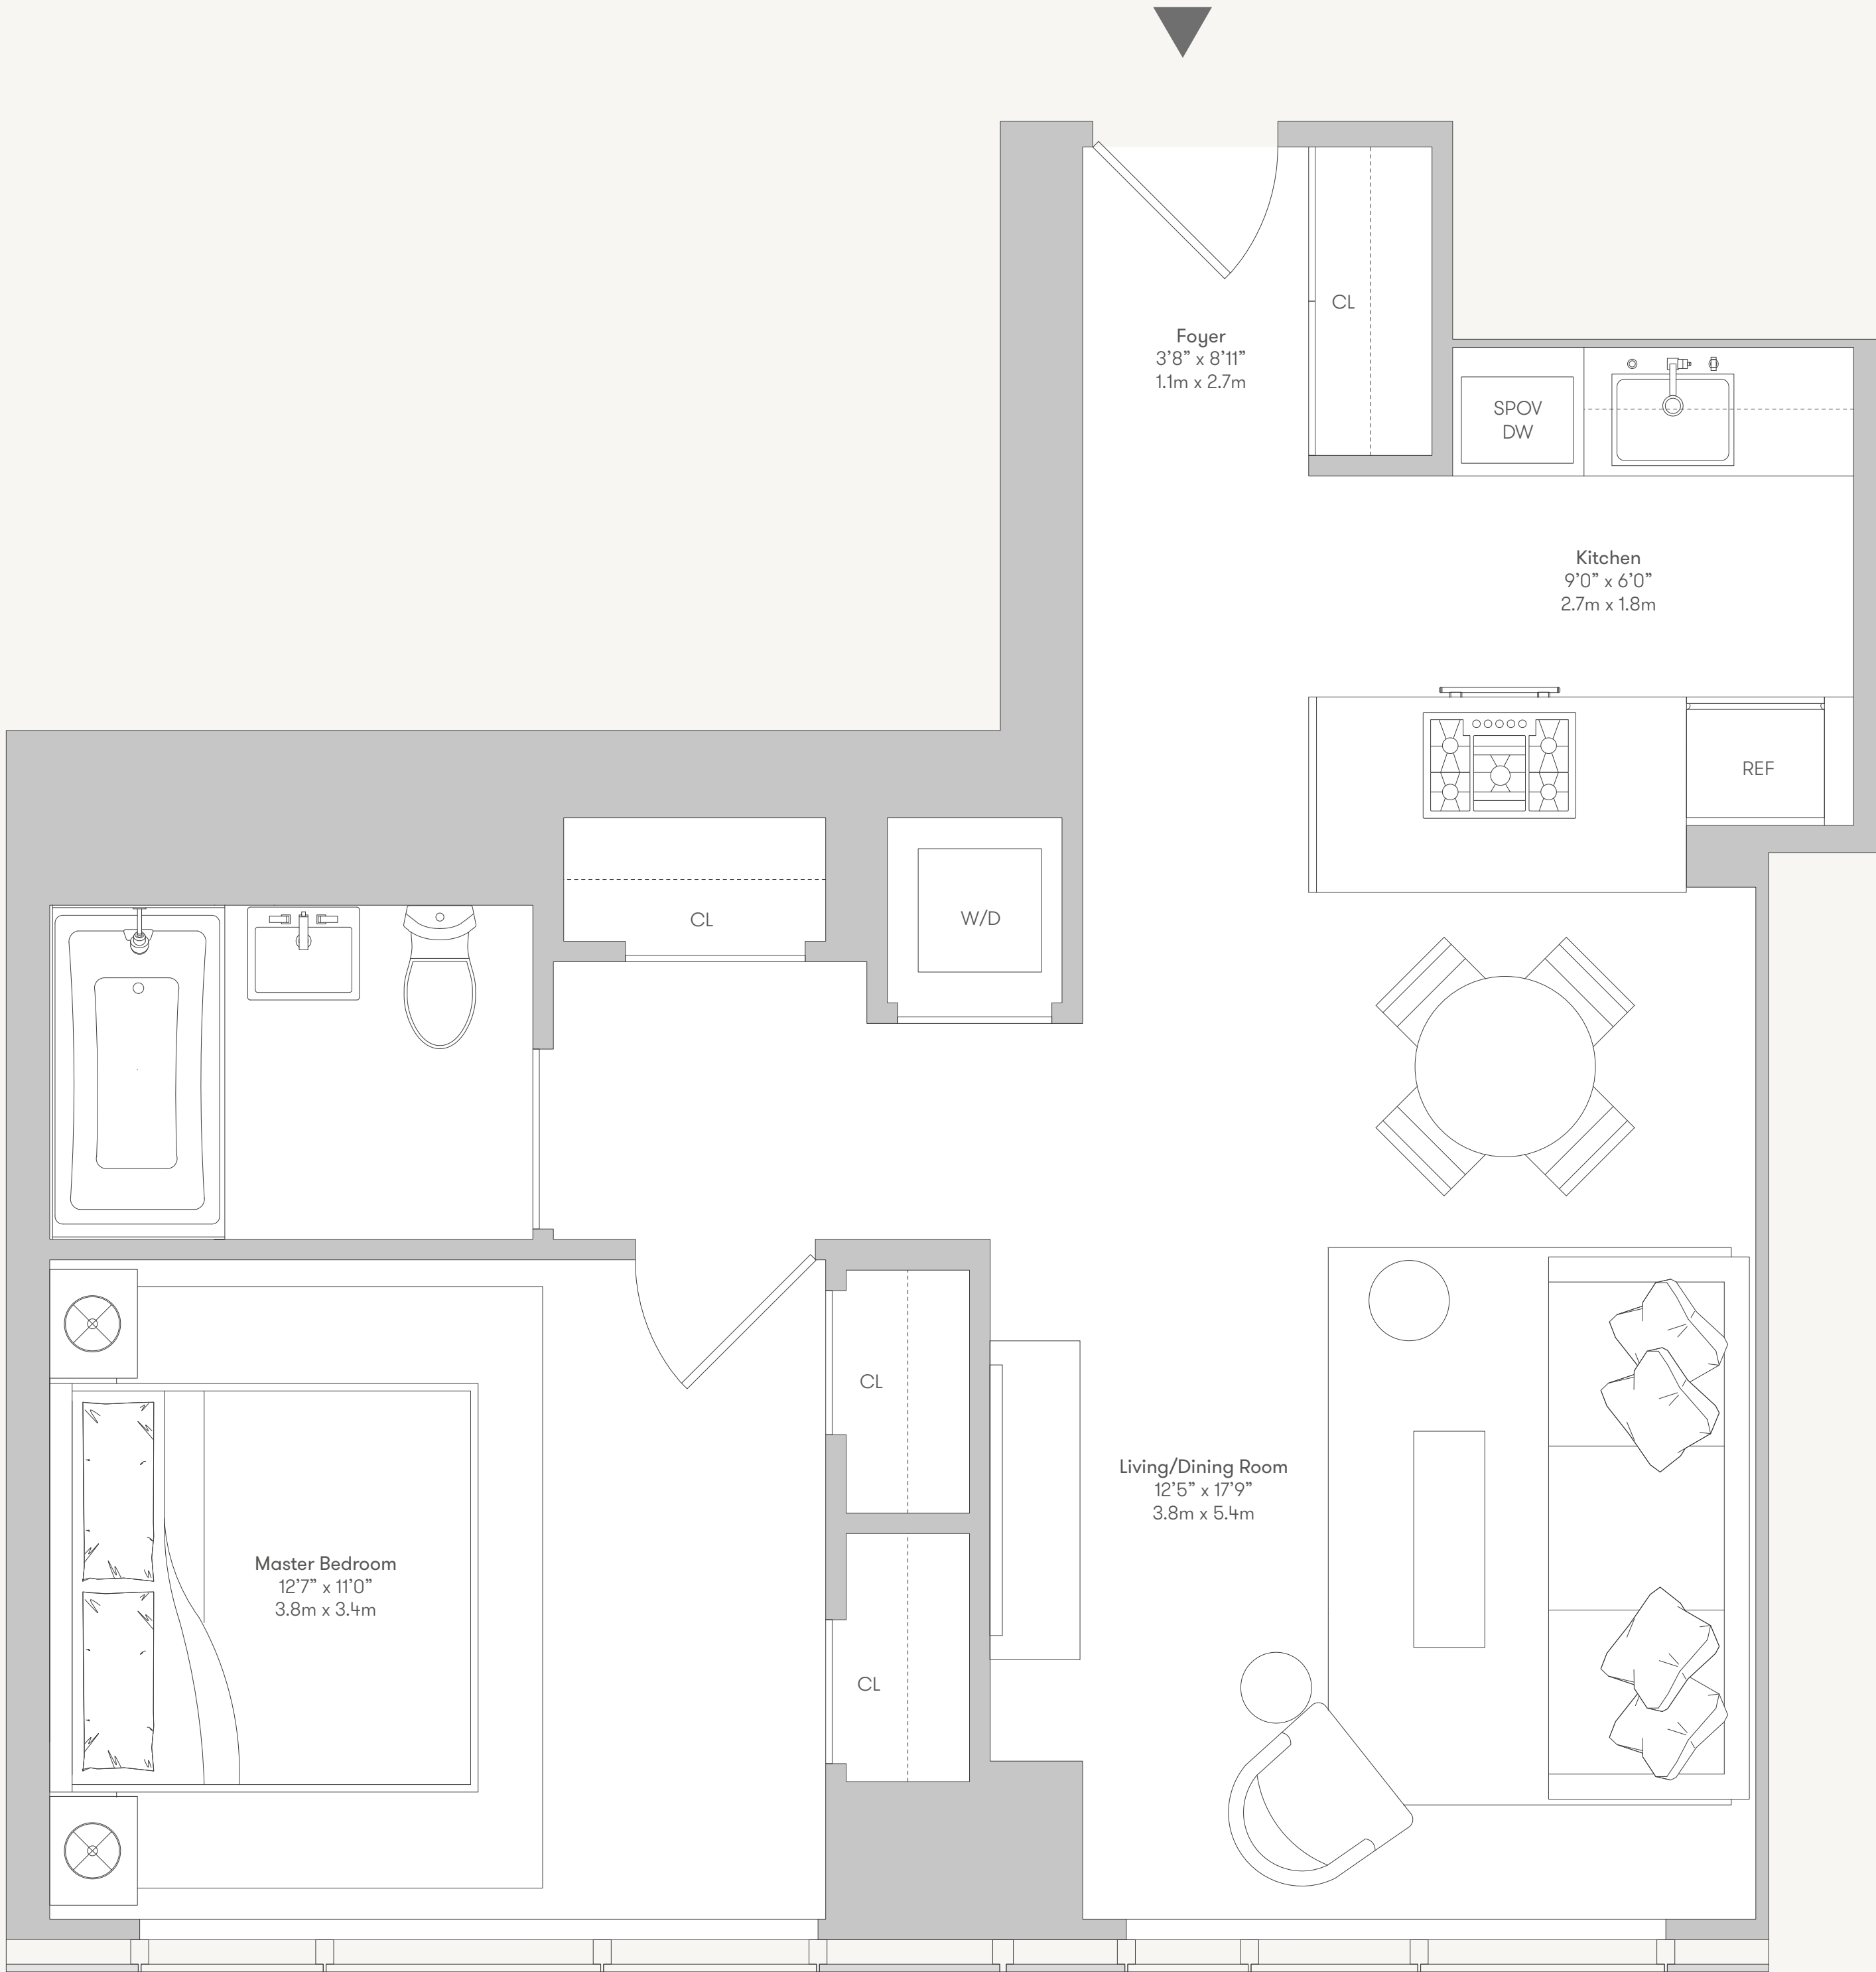 CL
Foyer
3’8” x 8’11”
1.1m x 2.7m
SPOV
DW
Kitchen
9’0” x 6’0”
2.7m x 1.8m
REF
CL
W/D
CL
Living/Dining Room
12’5” x 17’9”
3.8m x 5.4m
Master Bedroom
12’7” x 11’0”
3.8m x 3.4m
CL